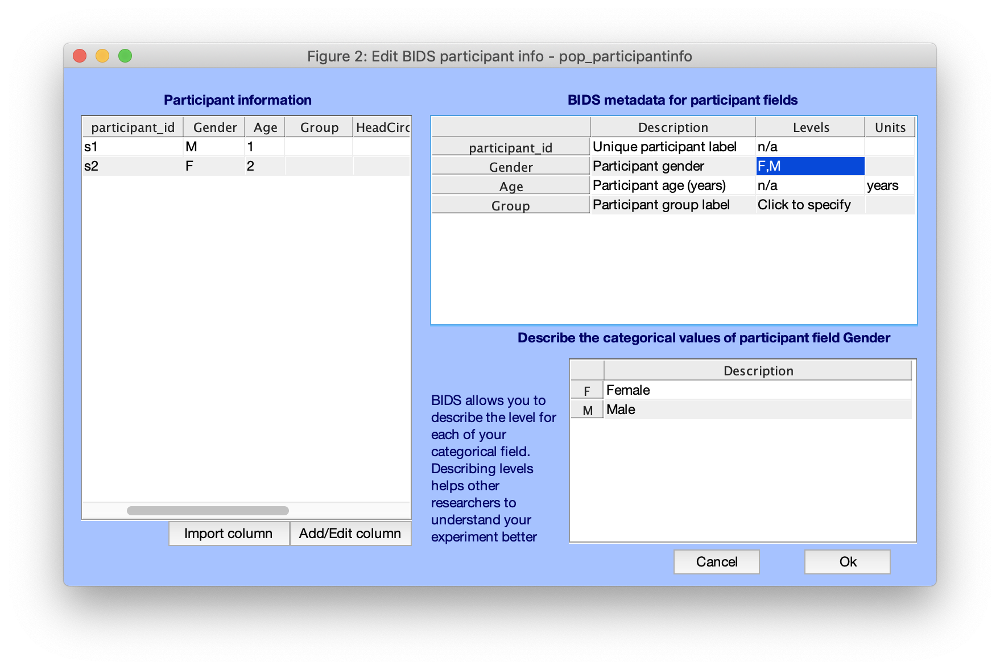 Figure 2: Edit BIDS participant info - pop_participantinfo
Participant information
participant_id Gender Age Group HeadCirc
s1 M 1
s2 F 2
Import column Add/Edit column
BIDS metadata for participant fields
Description Levels Units
participant_id Unique participant label n/a
Gender Participant gender F,M
Age Participant age (years) n/a years
Group Participant group label Click to specify
Describe the categorical values of participant field Gender
BIDS allows you to
describe the level for
each of your
categorical field.
Describing levels
helps other
researchers to
understand your
experiment better
Description
F Female
M Male
Cancel Ok